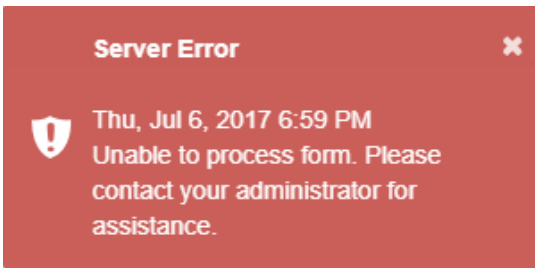 Server Error
Thu, Jul 6, 2017 6:59 PM
Unable to process form. Please
contact your administrator for
assistance.